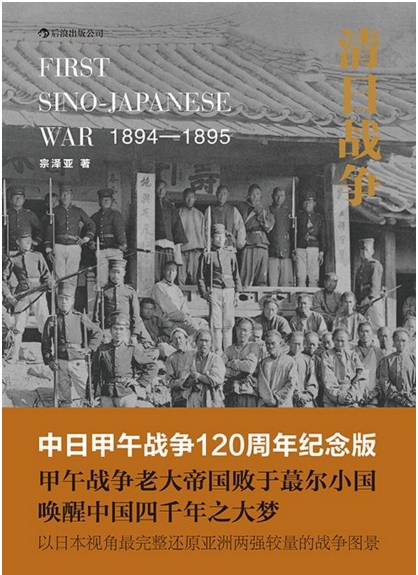 后浪出版公司
清日战争
FIRST
SINO-JAPANESE
WAR 1894—1895
宗泽亚 著
中日甲午战争120周年纪念版
甲午战争老大帝国败于蕞尔小国
唤醒中国四千年之大梦
以日本视角最完整还原亚洲两强较量的战争图景